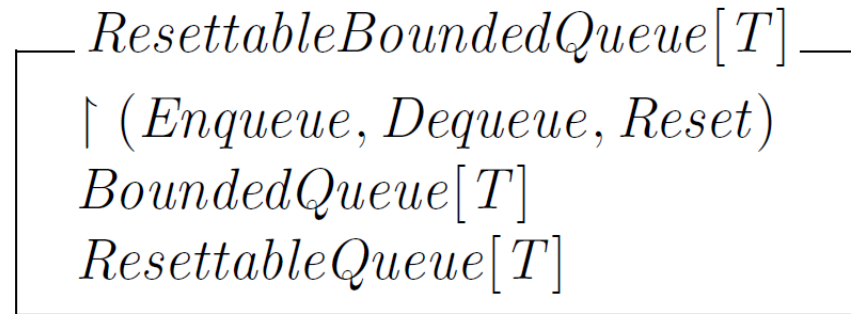 ResettableBoundedQueue[T]
↾ (Enqueue, Dequeue, Reset)
BoundedQueue[T]
ResettableQueue[T]